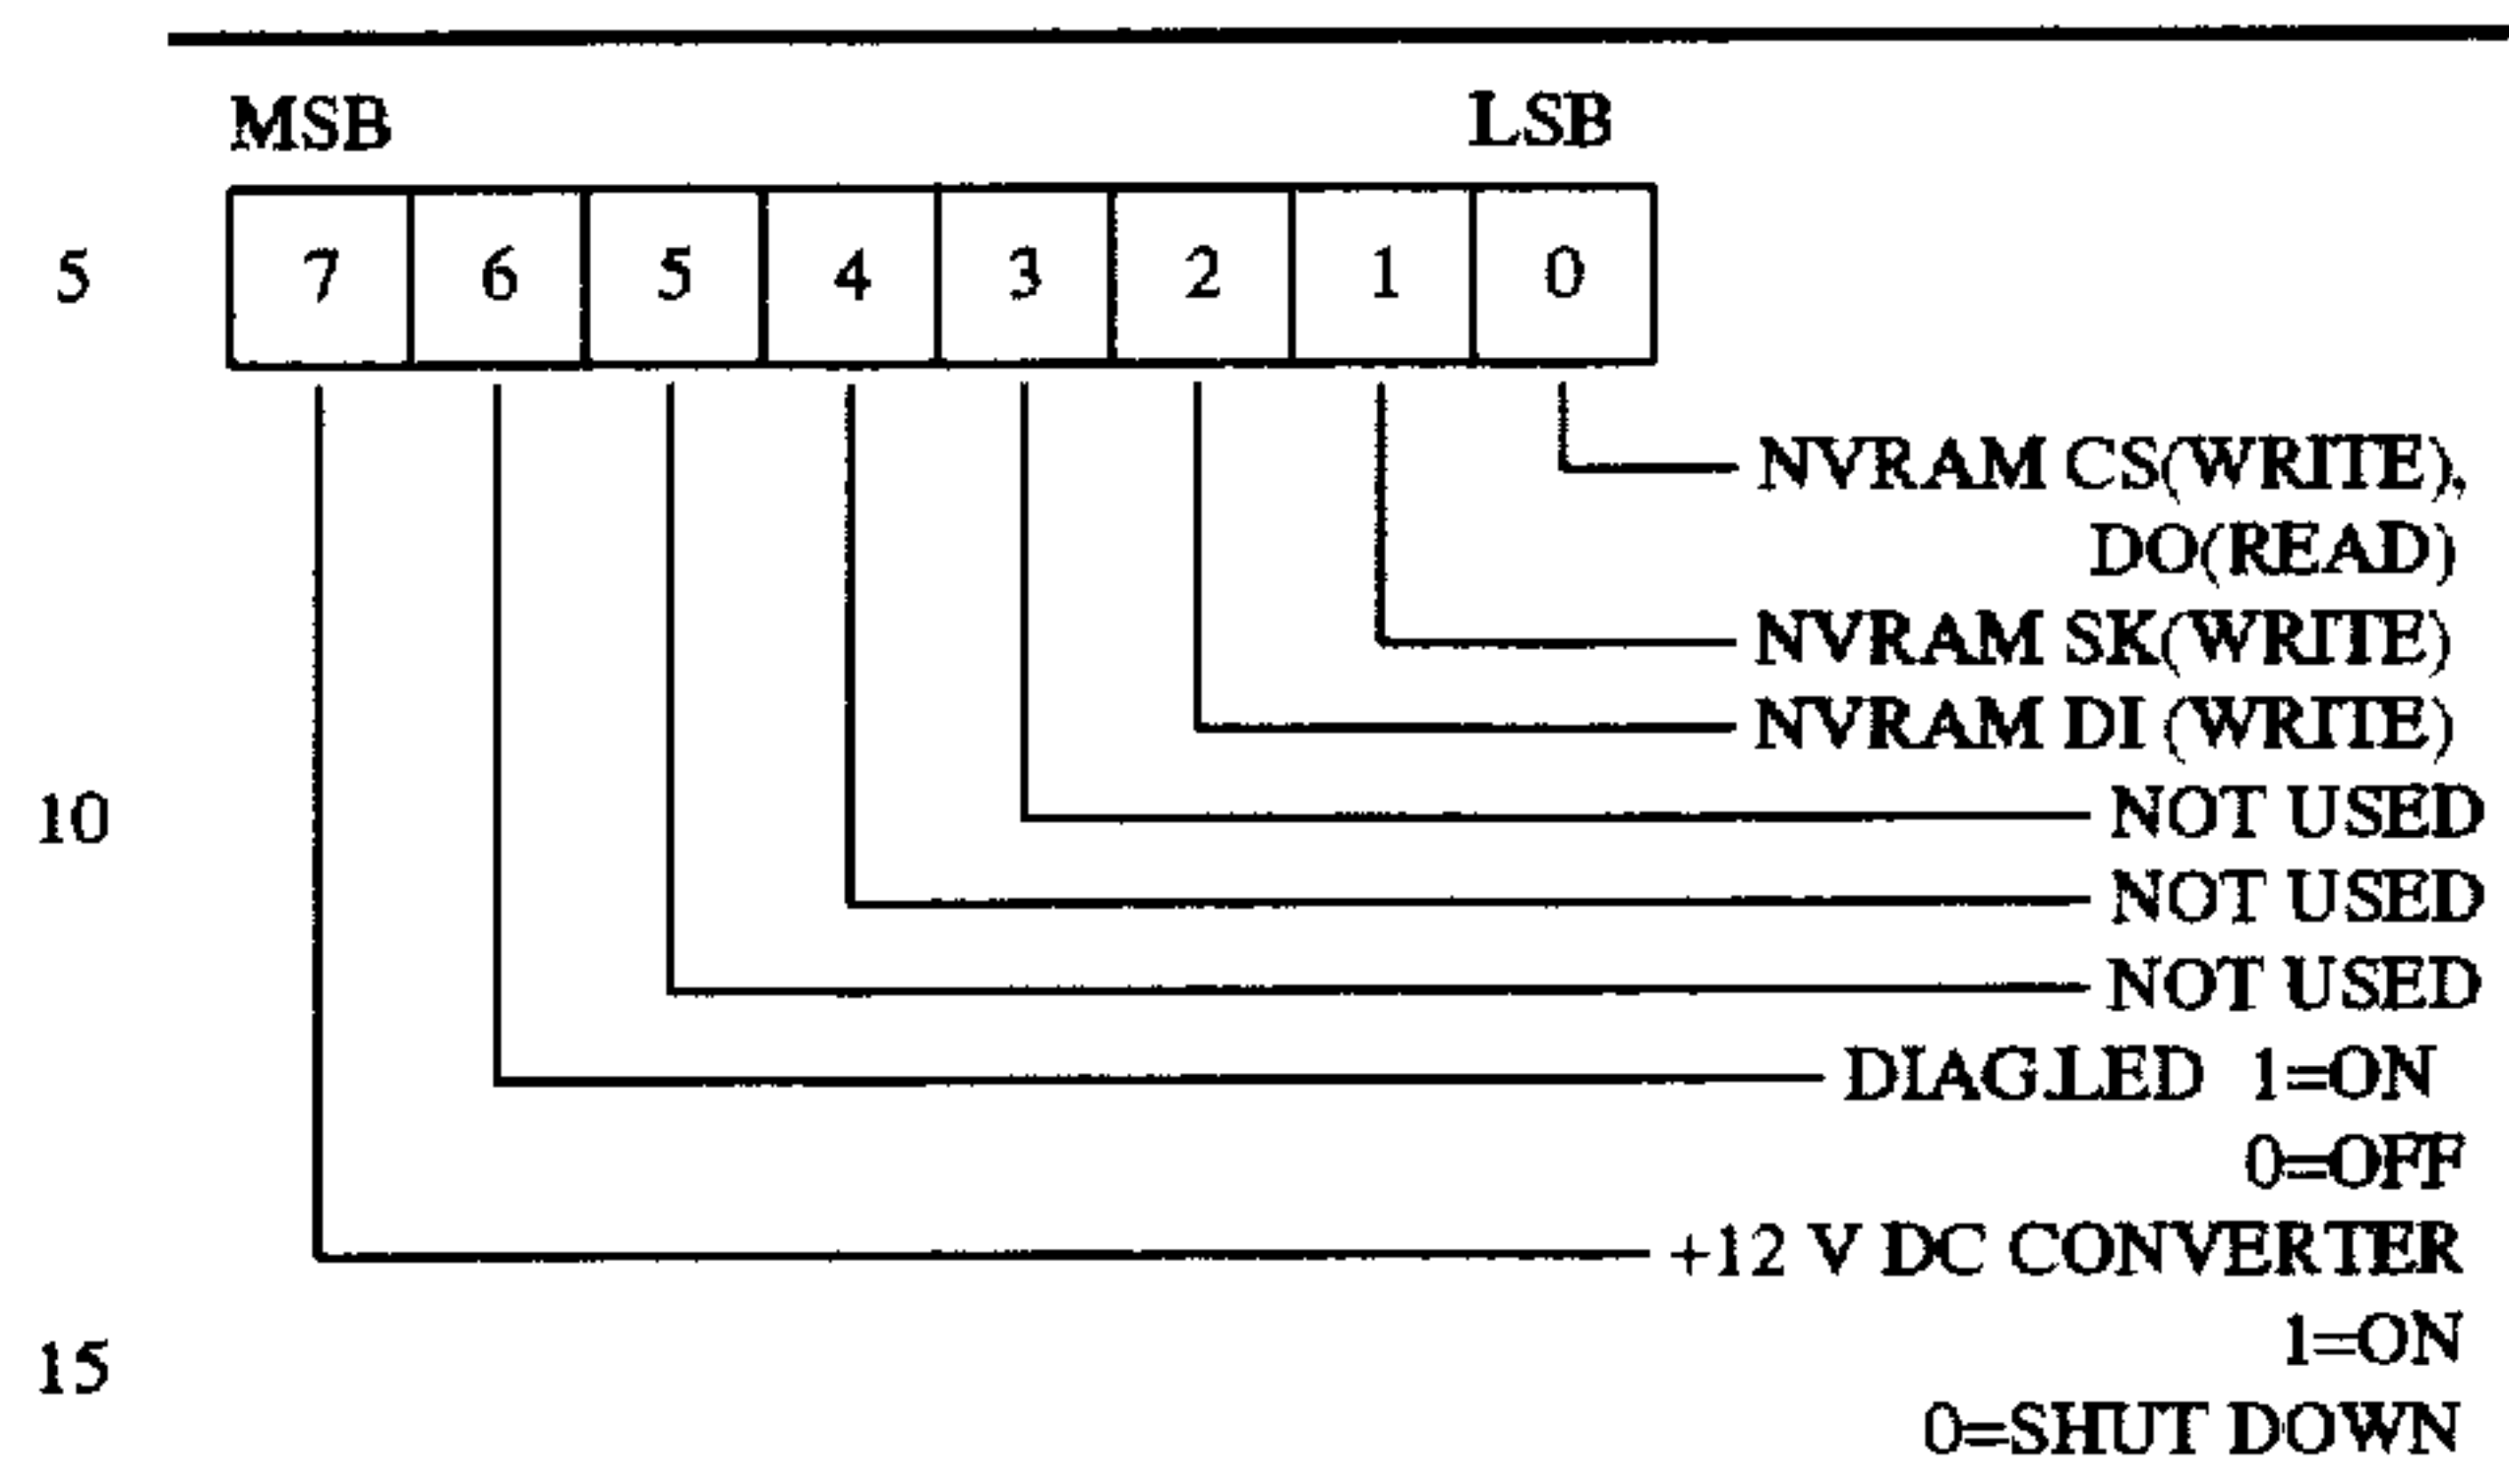 MSB LSB
5 7 6 5 4 3 2 1 0
NVRAM CS(WRITE),
DO(READ)
NVRAM SK(WRITE)
NVRAM DI (WRITE)
10 NOT USED
NOT USED
NOT USED
DIAG.LED 1=ON
0=OFF
+12 V DC CONVERTER
15 1=ON
0=SHUT DOWN